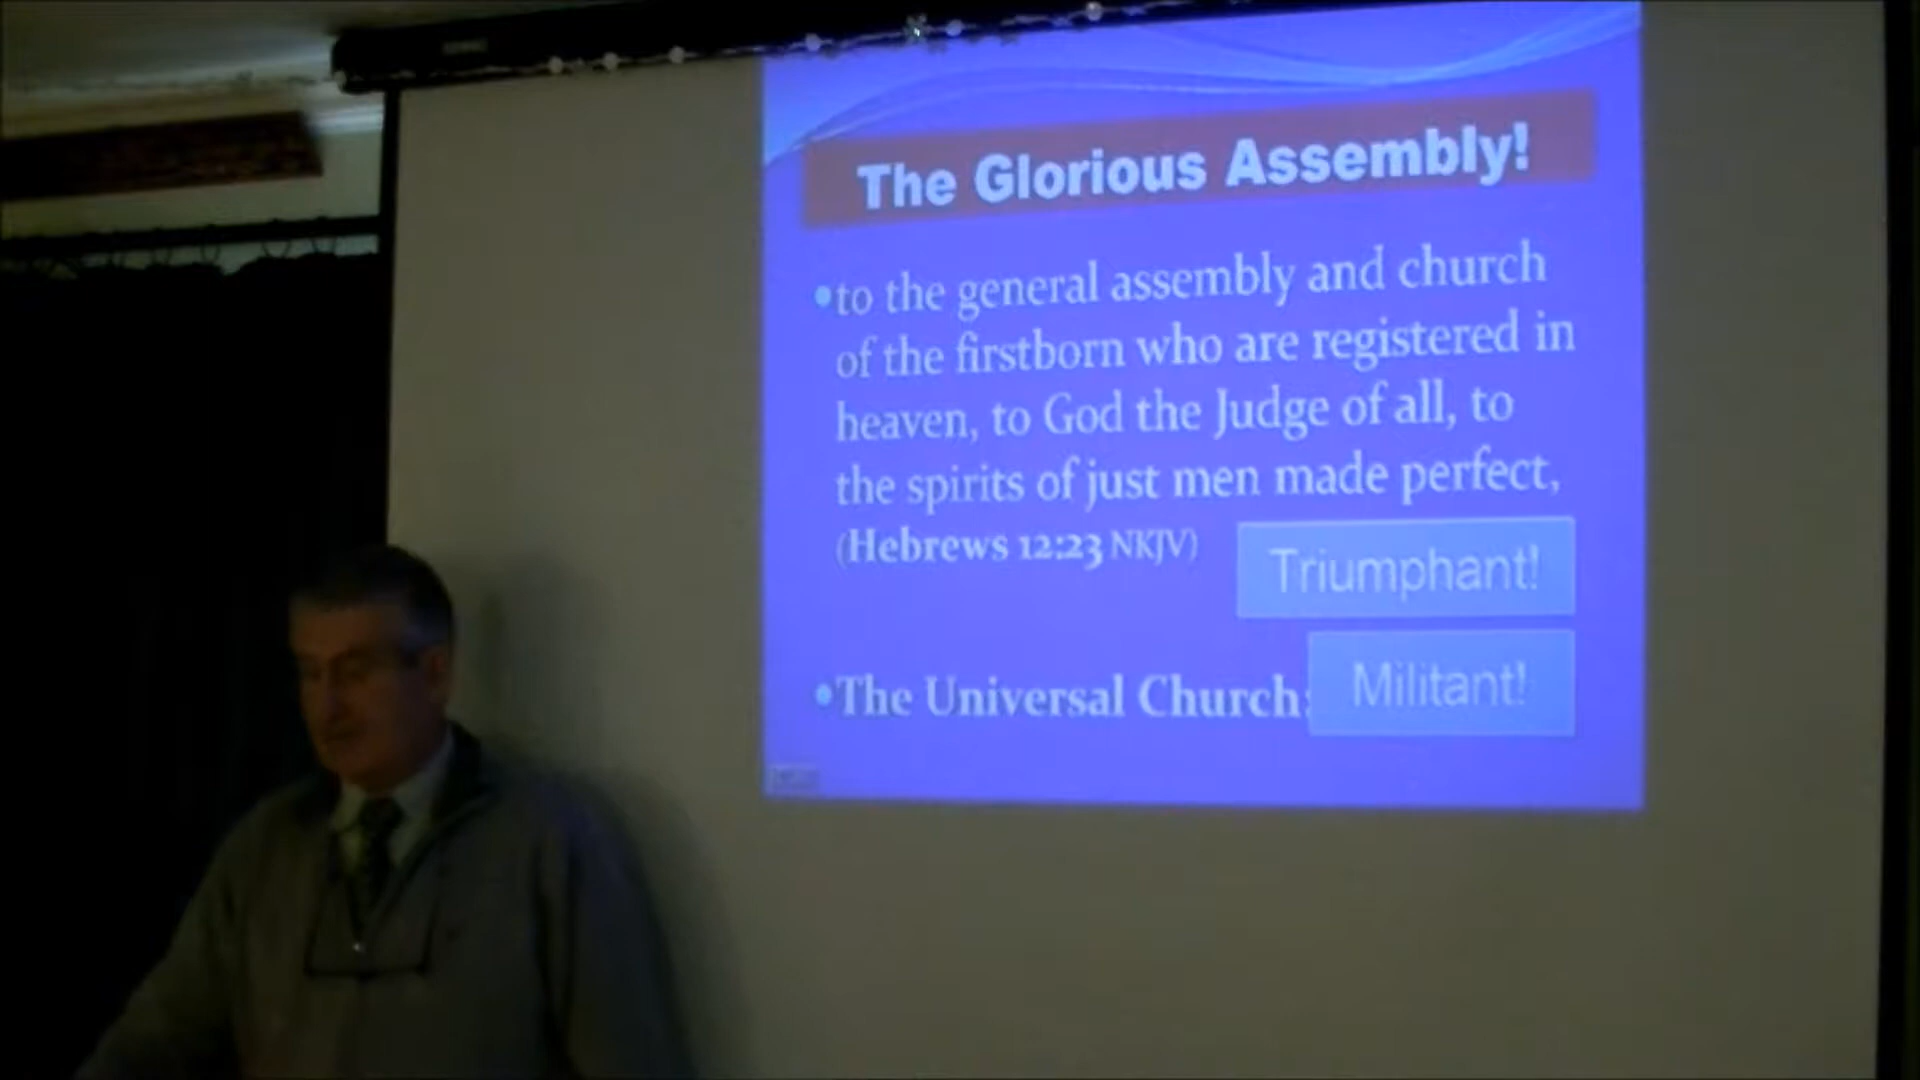 The Glorious Assembly!
•to the general assembly and church
of the firstborn who are registered in
heaven, to God the Judge of all, to
the spirits of just men made perfect,
(Hebrews 12:23 NKJV)
Triumphant!
•The Universal Church:
Militant!